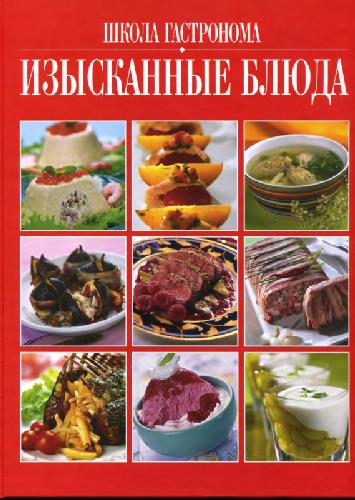 ШКОЛА ГАСТРОНОМА
ИЗЫСКАННЫЕ БЛЮДА